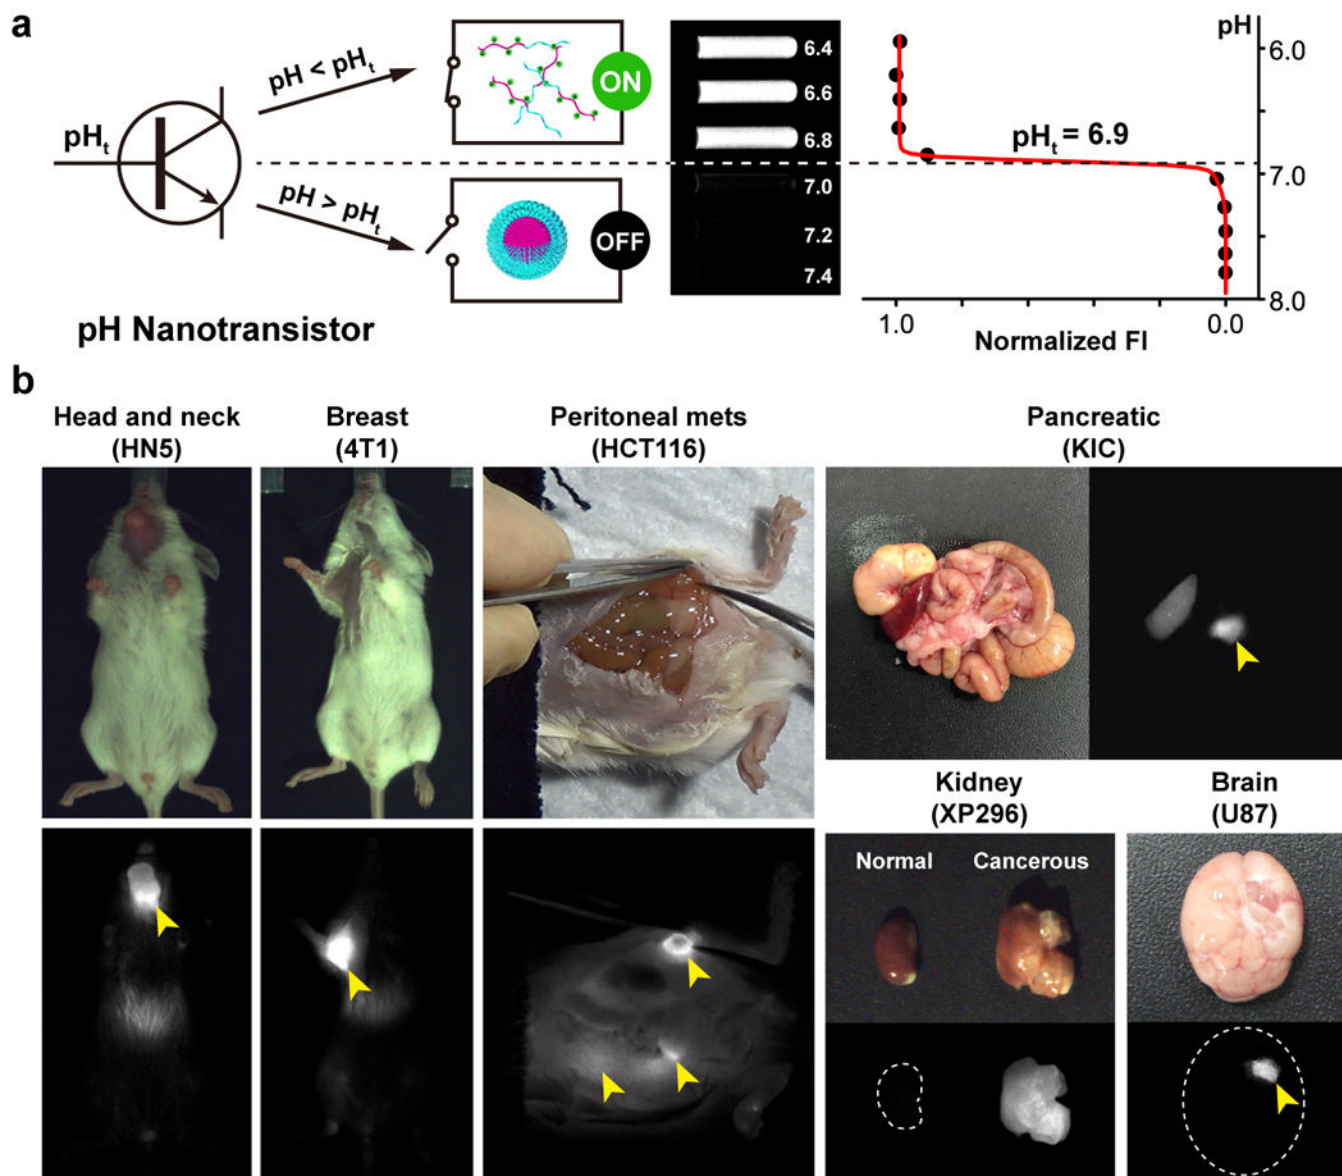 a
pH
pH < pHt
ON
6.4
6.6
6.8
7.0
7.2
7.4
6.0
pHt
pHt = 6.9
7.0
pH > pHt
OFF
8.0
1.0
0.0
pH Nanotransistor
Normalized FI
b
Head and neck
(HN5)
Breast
(4T1)
Peritoneal mets
(HCT116)
Pancreatic
(KIC)
Kidney
(XP296)
Normal
Cancerous
Brain
(U87)